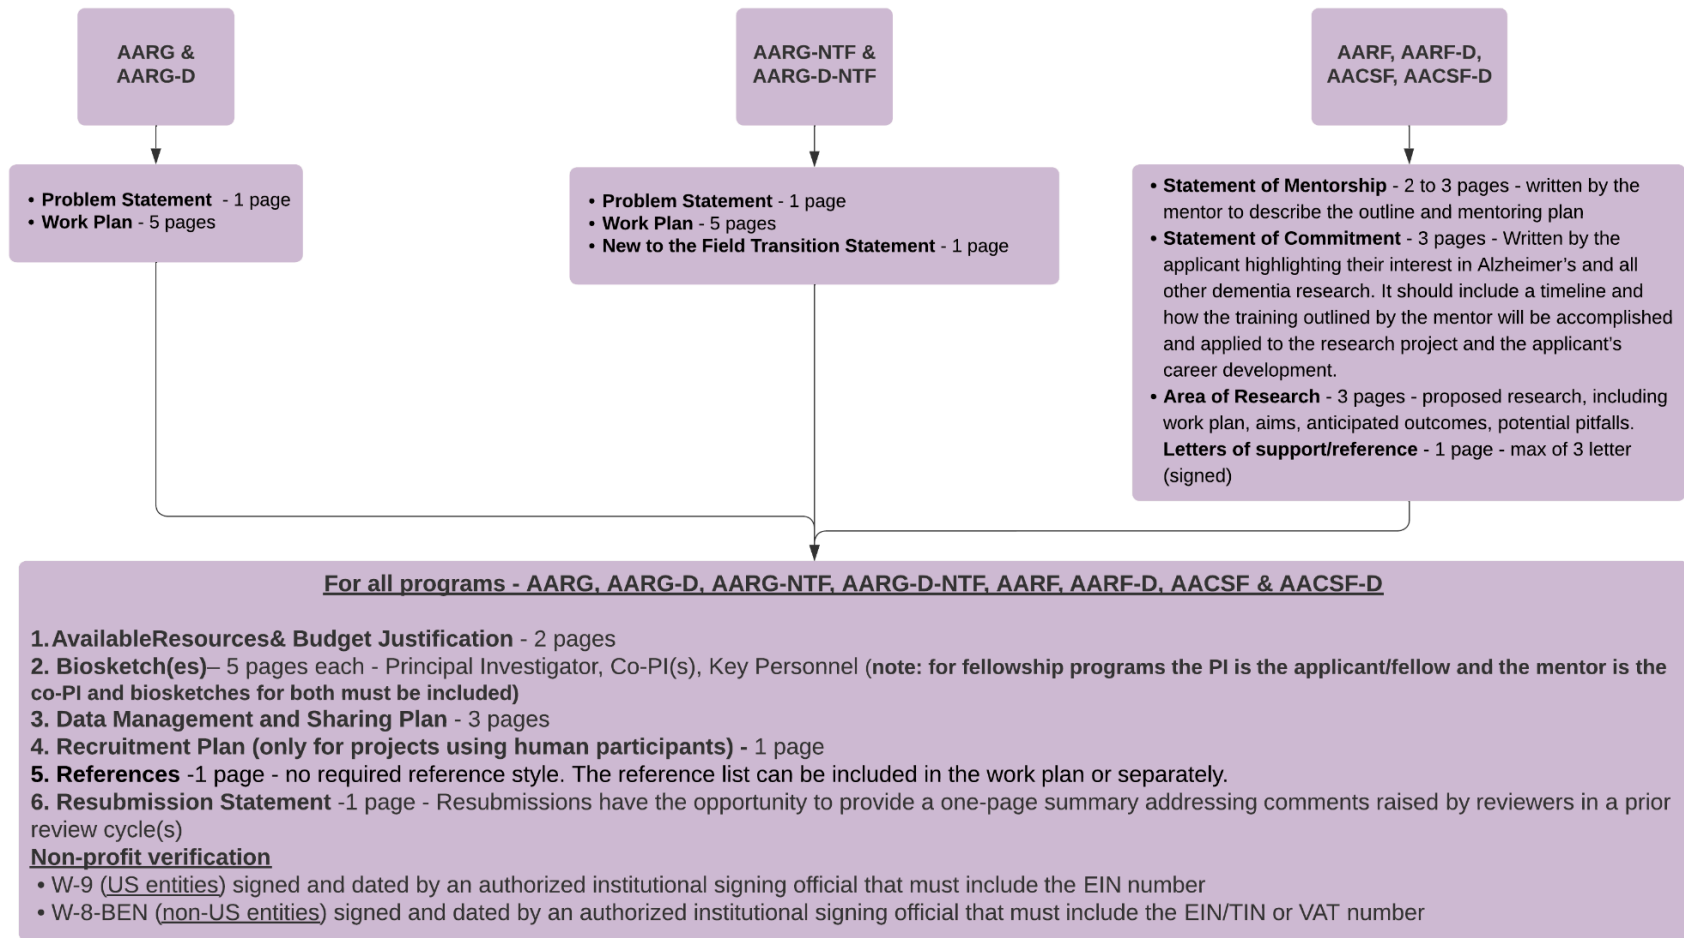 AARG &
AARG-D
AARG-NTF &
AARG-D-NTF
AARF, AARF-D,
AACSF, AACSF-D
• Problem Statement - 1 page
• Work Plan - 5 pages
• Problem Statement - 1 page
• Work Plan - 5 pages
• New to the Field Transition Statement - 1 page
• Statement of Mentorship - 2 to 3 pages - written by the
mentor to describe the outline and mentoring plan
• Statement of Commitment - 3 pages - Written by the
applicant highlighting their interest in Alzheimer's and all
other dementia research. It should include a timeline and
how the training outlined by the mentor will be accomplished
and applied to the research project and the applicant's
career development.
• Area of Research - 3 pages - proposed research, including
work plan, aims, anticipated outcomes, potential pitfalls.
Letters of support/reference - 1 page - max of 3 letter
(signed)
For all programs - AARG, AARG-D, AARG-NTF, AARG-D-NTF, AARF, AARF-D, AACSF & AACSF-D
1. AvailableResources& Budget Justification - 2 pages
2. Biosketch(es)– 5 pages each - Principal Investigator, Co-PI(s), Key Personnel (note: for fellowship programs the PI is the applicant/fellow and the mentor is the
co-PI and biosketches for both must be included)
3. Data Management and Sharing Plan - 3 pages
4. Recruitment Plan (only for projects using human participants) - 1 page
5. References -1 page - no required reference style. The reference list can be included in the work plan or separately.
6. Resubmission Statement -1 page - Resubmissions have the opportunity to provide a one-page summary addressing comments raised by reviewers in a prior
review cycle(s)
Non-profit verification
• W-9 (US entities) signed and dated by an authorized institutional signing official that must include the EIN number
• W-8-BEN (non-US entities) signed and dated by an authorized institutional signing official that must include the EIN/TIN or VAT number